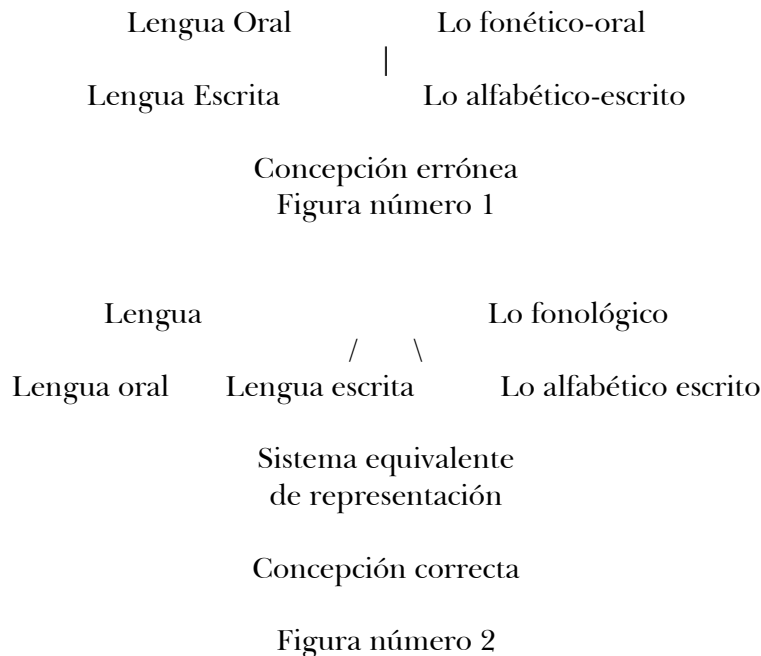 Lengua Oral Lo fonético-oral
|
Lengua Escrita Lo alfabético-escrito
Concepción errónea
Figura número 1
Lengua Lo fonológico
/ \
Lengua oral Lengua escrita Lo alfabético escrito
Sistema equivalente
de representación
Concepción correcta
Figura número 2